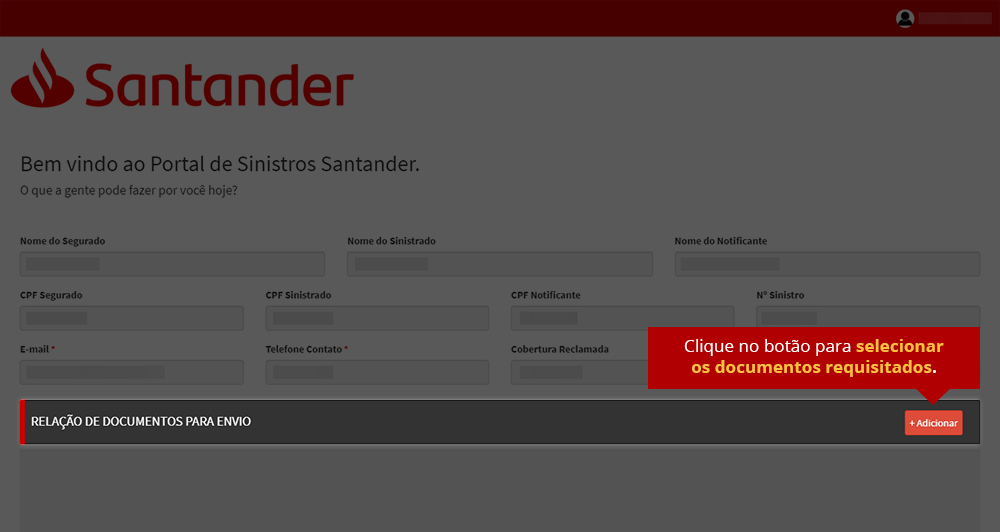 Santander
Bem vindo ao Portal de Sinistros Santander.
O que a gente pode fazer por você hoje?
Nome do Segurado
Nome do Sinistrado
Nome do Notificante
CPF Segurado
CPF Sinistrado
CPF Notificante
Nº Sinistro
E-mail *
Telefone Contato *
Cobertura Reclamada
Clique no botão para selecionar
os documentos requisitados.
RELAÇÃO DE DOCUMENTOS PARA ENVIO
+ Adicionar